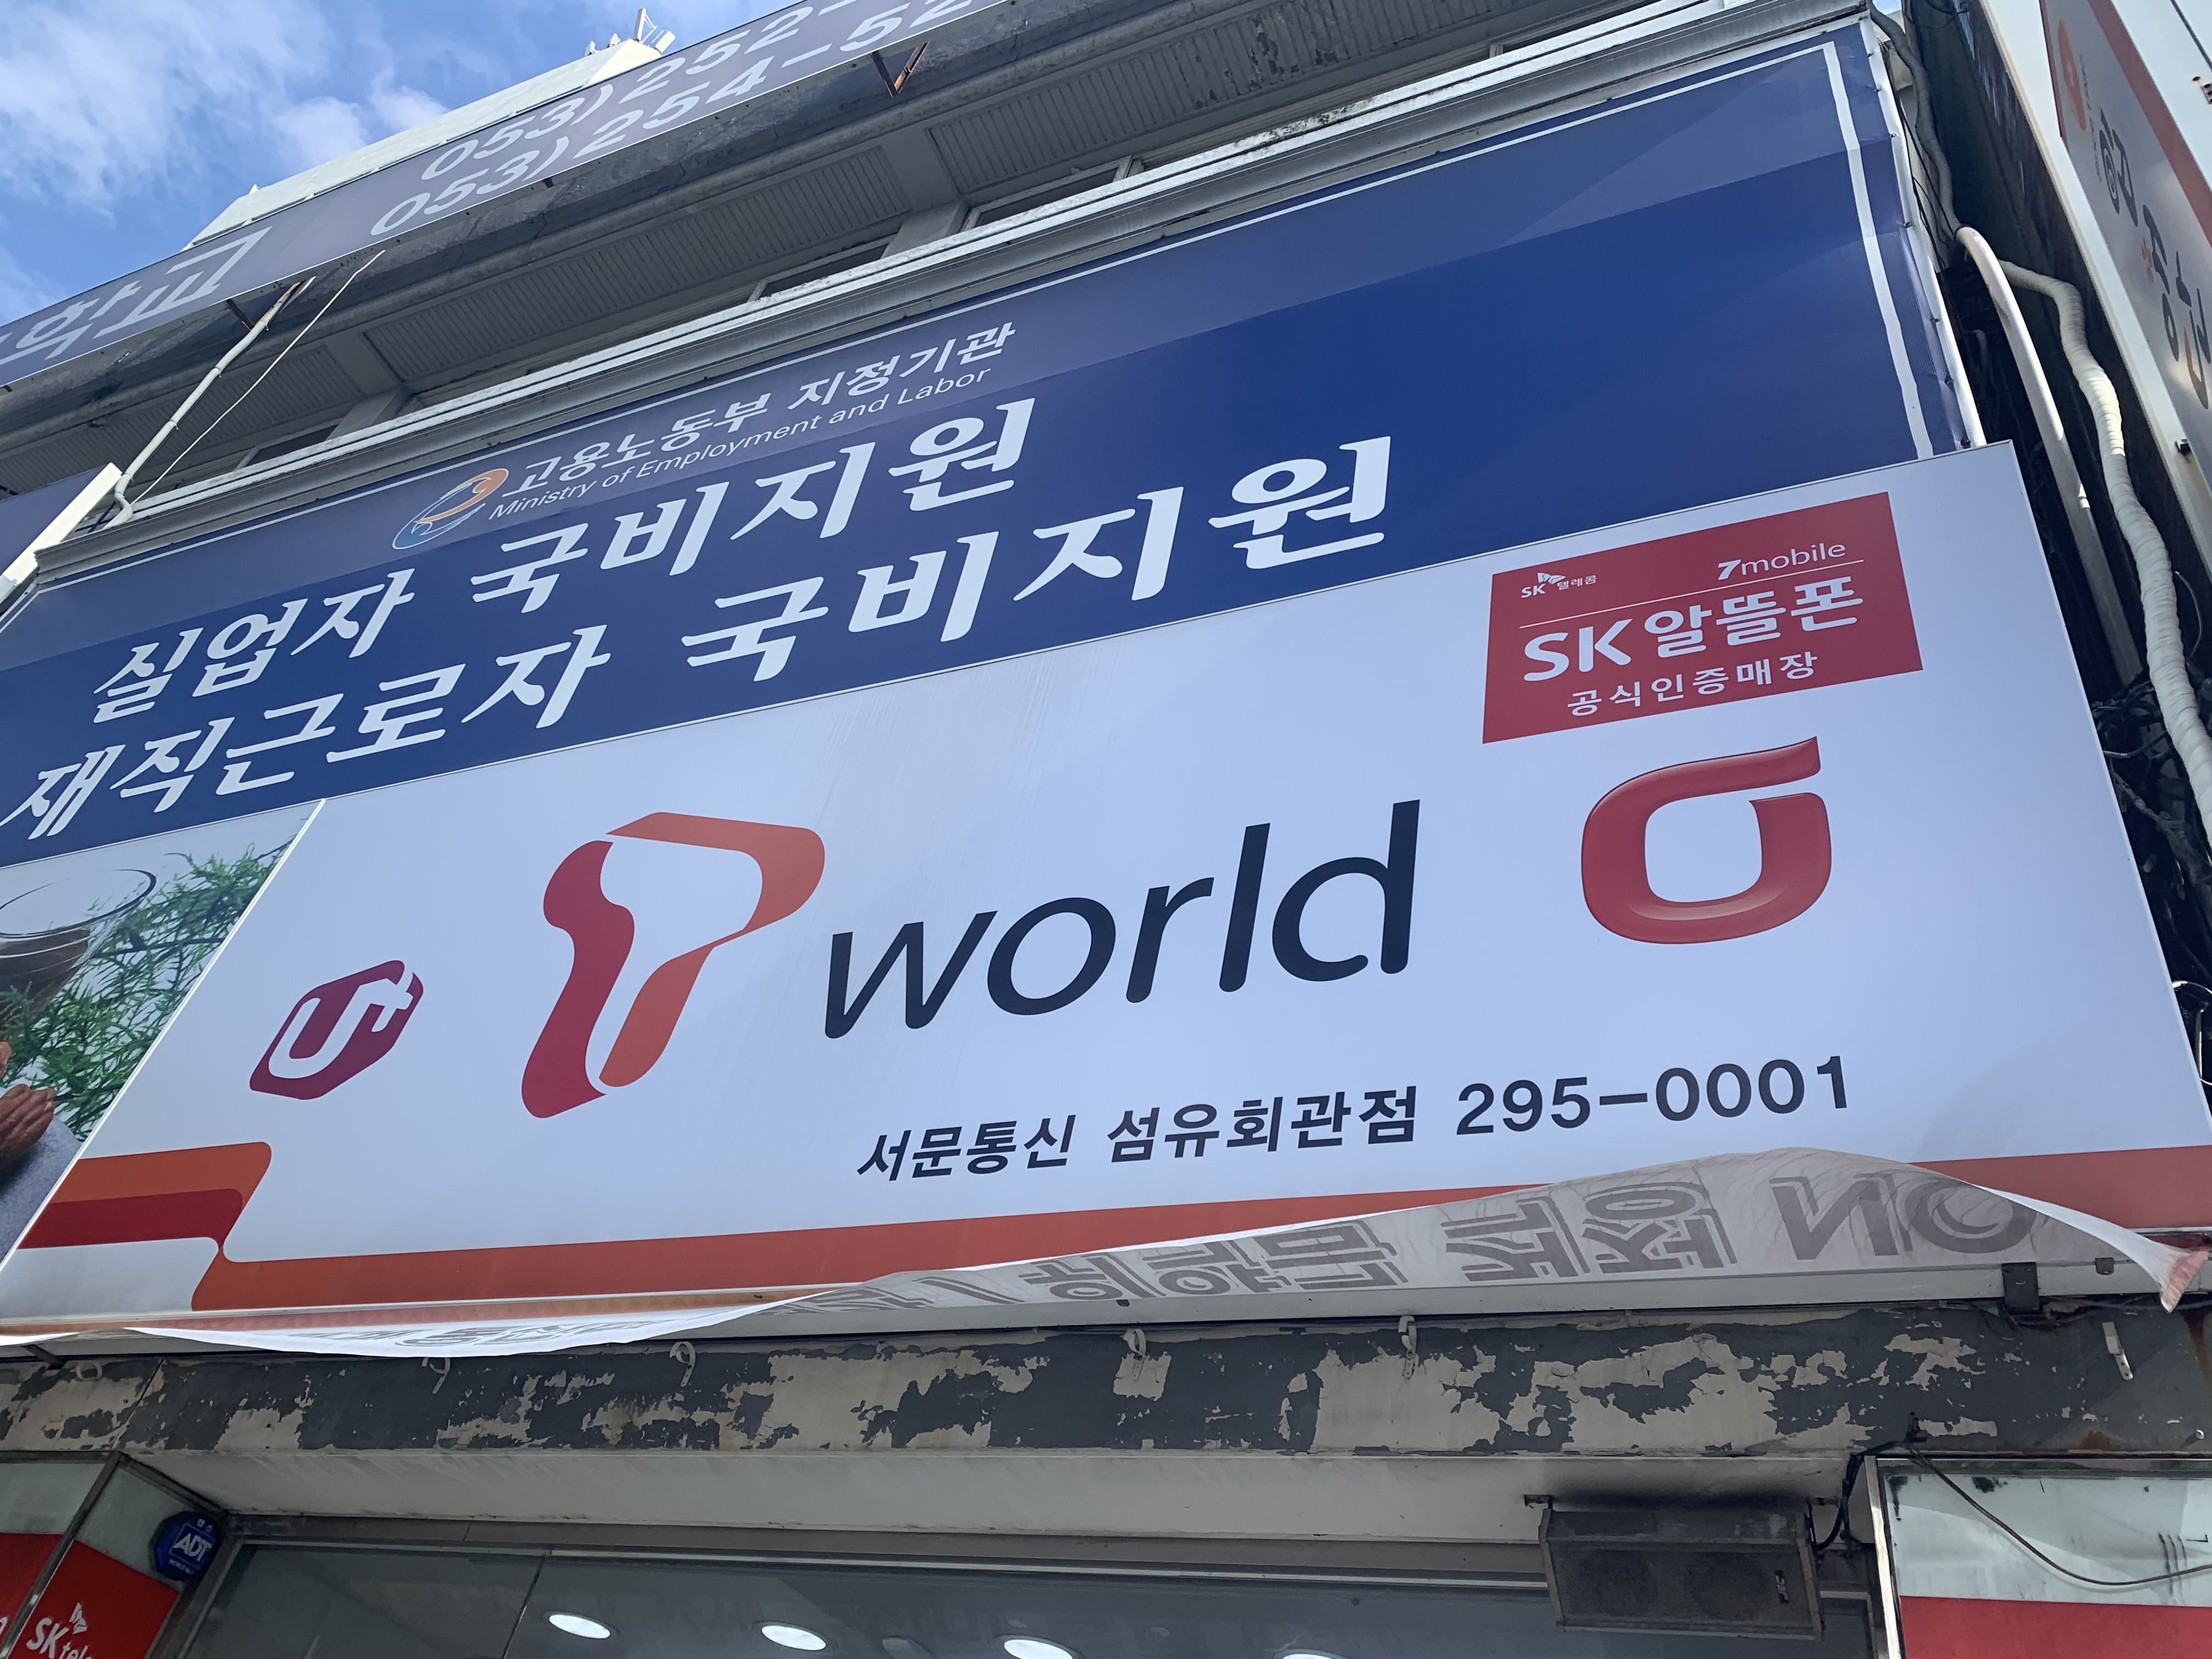 053) 252-
053) 254-52
학교
고용노동부 지정기관
Ministry of Employment and Labor
실업자 국비지원
재직근로자 국비지원
SK텔레콤 7mobile
SK알뜰폰
공식인증매장
U+ T world
서문통신 섬유회관점 295-0001
ADT
SK